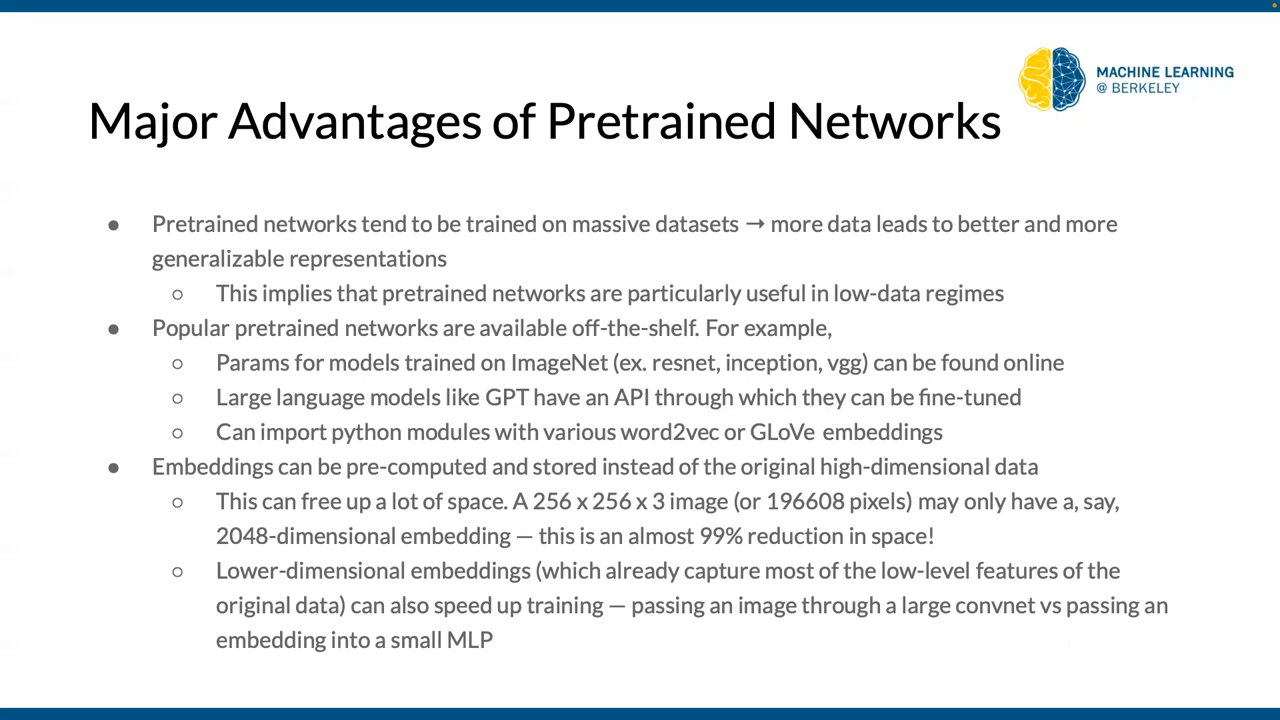 MACHINE LEARNING
@ BERKELEY
Major Advantages of Pretrained Networks
● Pretrained networks tend to be trained on massive datasets → more data leads to better and more
generalizable representations
○ This implies that pretrained networks are particularly useful in low-data regimes
● Popular pretrained networks are available off-the-shelf. For example,
○ Params for models trained on ImageNet (ex. resnet, inception, vgg) can be found online
○ Large language models like GPT have an API through which they can be fine-tuned
○ Can import python modules with various word2vec or GLoVe embeddings
● Embeddings can be pre-computed and stored instead of the original high-dimensional data
○ This can free up a lot of space. A 256 x 256 x 3 image (or 196608 pixels) may only have a, say,
2048-dimensional embedding — this is an almost 99% reduction in space!
○ Lower-dimensional embeddings (which already capture most of the low-level features of the
original data) can also speed up training — passing an image through a large convnet vs passing an
embedding into a small MLP